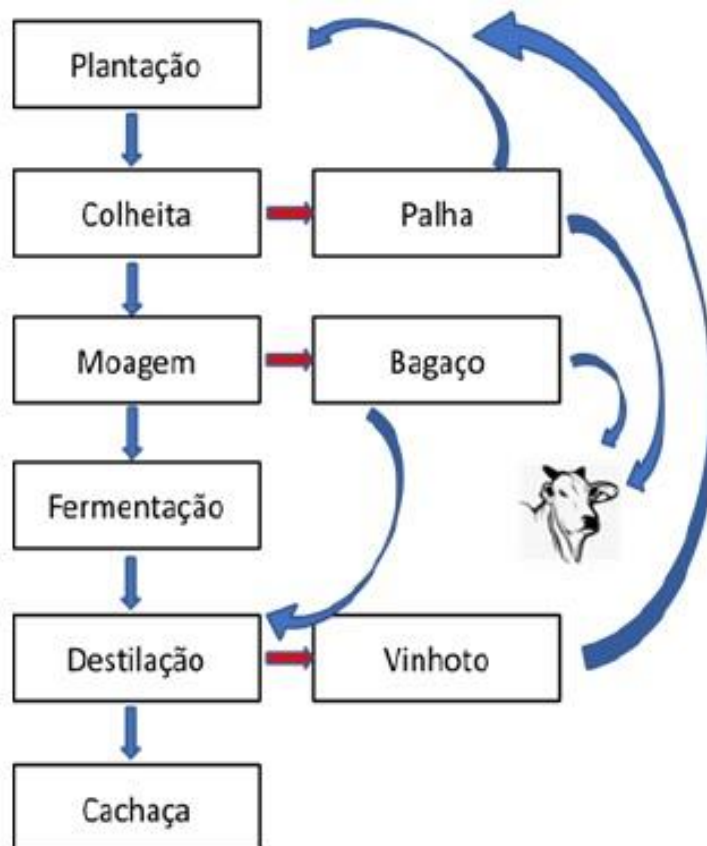 Plantação
Colheita
Palha
Moagem
Bagaço
Fermentação
Destilação
Vinhoto
Cachaça